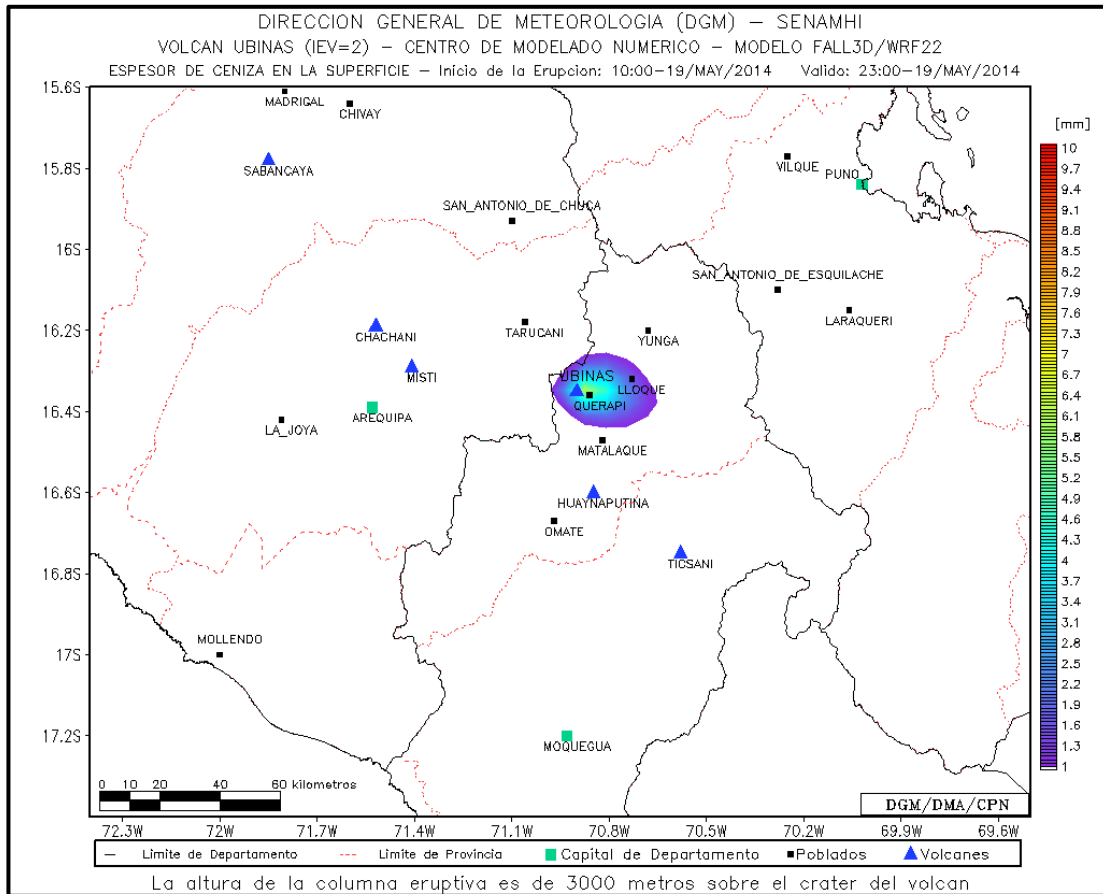 DIRECCION GENERAL DE METEOROLOGIA (DGM) – SENAMHI
VOLCAN UBINAS (IEV=2) – CENTRO DE MODELADO NUMERICO – MODELO FALL3D/WRF22
ESPESOR DE CENIZA EN LA SUPERFICIE – Inicio de la Erupcion: 10:00–19/MAY/2014 Valido: 23:00–19/MAY/2014
15.6S
15.8S
16S
16.2S
16.4S
16.6S
16.8S
17S
17.2S
MADRIGAL
CHIVAY
SABANCAYA
VILQUE
PUNO
SAN_ANTONIO_DE_CHUCA
SAN_ANTONIO_DE_ESQUILACHE
LARAQUERI
CHACHANI
TARUCANI
YUNGA
MISTI
UBINAS
LLOQUE
QUERAPI
AREQUIPA
LA_JOYA
MATALAQUE
HUAYNAPUTINA
OMATE
TICSANI
MOLLENDO
MOQUEGUA
0 10 20 40 60 kilometros
DGM/DMA/CPN
72.3W 72W 71.7W 71.4W 71.1W 70.8W 70.5W 70.2W 69.9W 69.6W
[mm]
10
9.7
9.4
9.1
8.8
8.5
8.2
7.9
7.6
7.3
7
6.7
6.4
6.1
5.8
5.5
5.2
4.9
4.6
4.3
4
3.7
3.4
3.1
2.8
2.5
2.2
1.9
1.6
1.3
1
Limite de Departamento Limite de Provincia Capital de Departamento Poblados Volcanes
La altura de la columna eruptiva es de 3000 metros sobre el crater del volcan